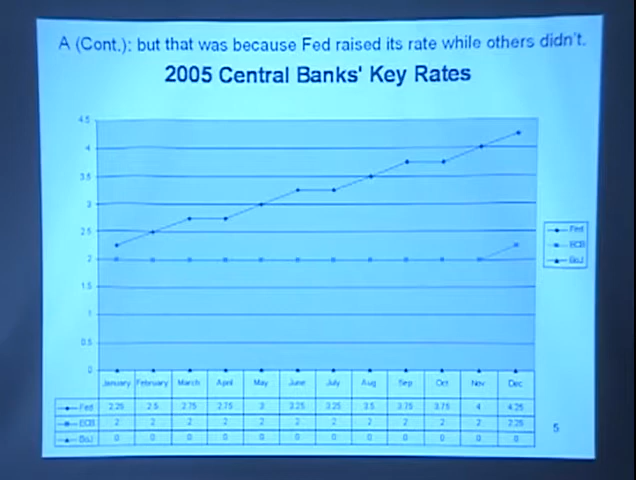 A (Cont.): but that was because Fed raised its rate while others didn't.
2005 Central Banks' Key Rates
4.5
4
3.5
3
2.5
2
1.5
1
0.5
0
Fed
ECB
BoJ
January February March April May June July Aug Sep Oct Nov Dec
Fed 2.25 2.5 2.75 2.75 3 3.25 3.25 3.5 3.75 3.75 4 4.25
ECB 2 2 2 2 2 2 2 2 2 2 2 2.25
BoJ 0 0 0 0 0 0 0 0 0 0 0 0
5